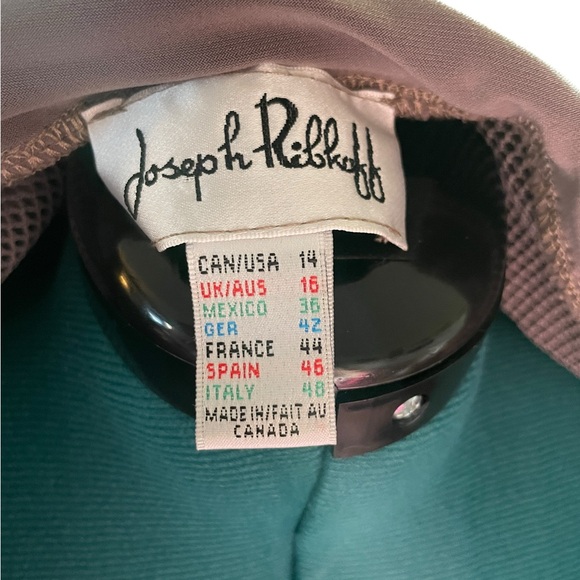 Joseph Ribkoff
CAN/USA 14
UK/AUS 16
MEXICO 36
GER 42
FRANCE 44
SPAIN 46
ITALY 48
MADE IN/FAIT AU
CANADA